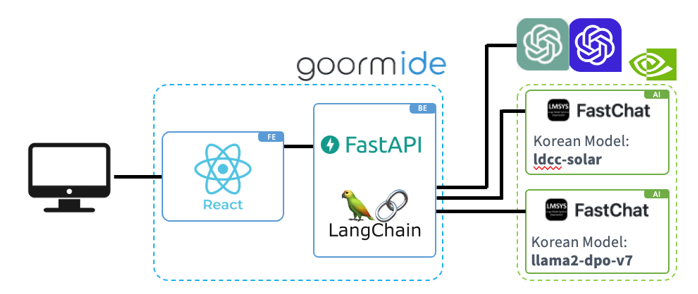 goormide
FE
React
BE
FastAPI
LangChain
AI
LMSYS
FastChat
Korean Model:
ldcc-solar
AI
LMSYS
FastChat
Korean Model:
llama2-dpo-v7